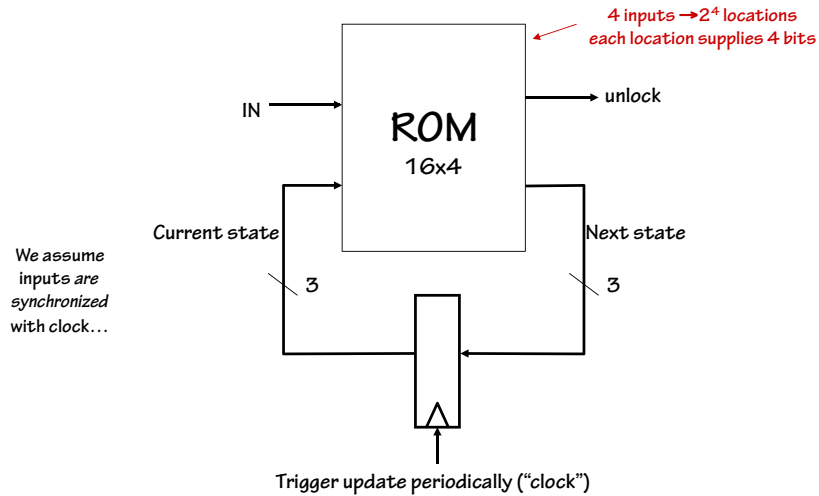 4 inputs →2⁴ locations
each location supplies 4 bits
IN
unlock
ROM
16x4
Current state
Next state
We assume
inputs are
synchronized
with clock...
3
3
Trigger update periodically (“clock”)